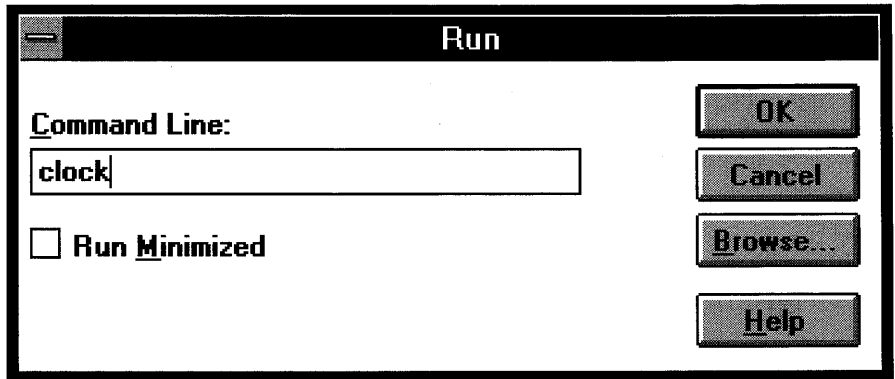 Run
Command Line:
clock
Run Minimized
OK
Cancel
Browse...
Help